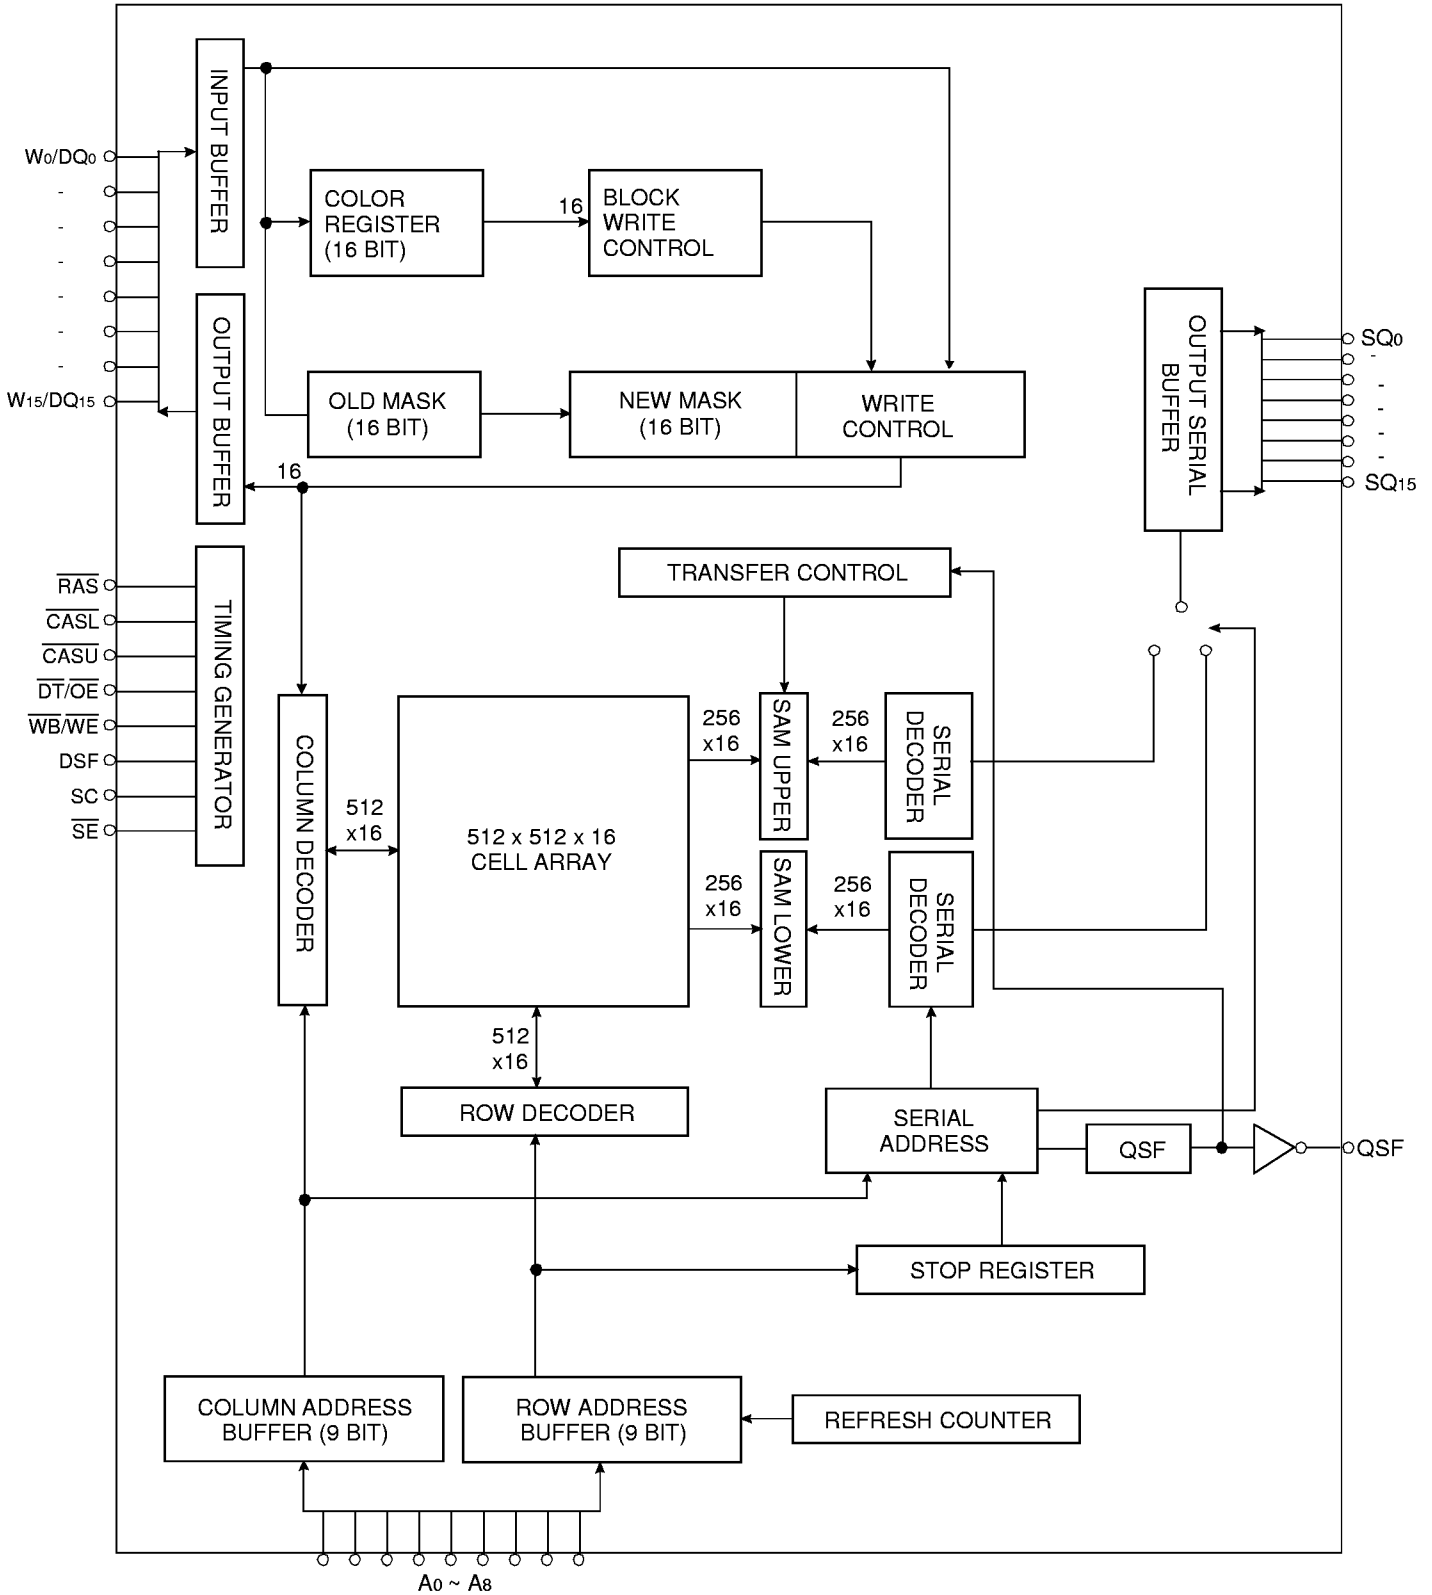 INPUT BUFFER
W0/DQ0
-
-
-
-
-
-
W15/DQ15
COLOR
REGISTER
(16 BIT)
16
BLOCK
WRITE
CONTROL
OUTPUT BUFFER
OLD MASK
(16 BIT)
NEW MASK
(16 BIT)
WRITE
CONTROL
16
OUTPUT SERIAL
BUFFER
SQ0
-
-
-
-
-
SQ15
RAS
CASL
CASU
DT/OE
WB/WE
DSF
SC
SE
TIMING GENERATOR
TRANSFER CONTROL
COLUMN DECODER
512
x16
512 x 512 x 16
CELL ARRAY
256
x16
SAM UPPER
256
x16
SERIAL
DECODER
256
x16
SAM LOWER
256
x16
SERIAL
DECODER
512
x16
ROW DECODER
SERIAL
ADDRESS
QSF
QSF
STOP REGISTER
COLUMN ADDRESS
BUFFER (9 BIT)
ROW ADDRESS
BUFFER (9 BIT)
REFRESH COUNTER
A0 ~ A8